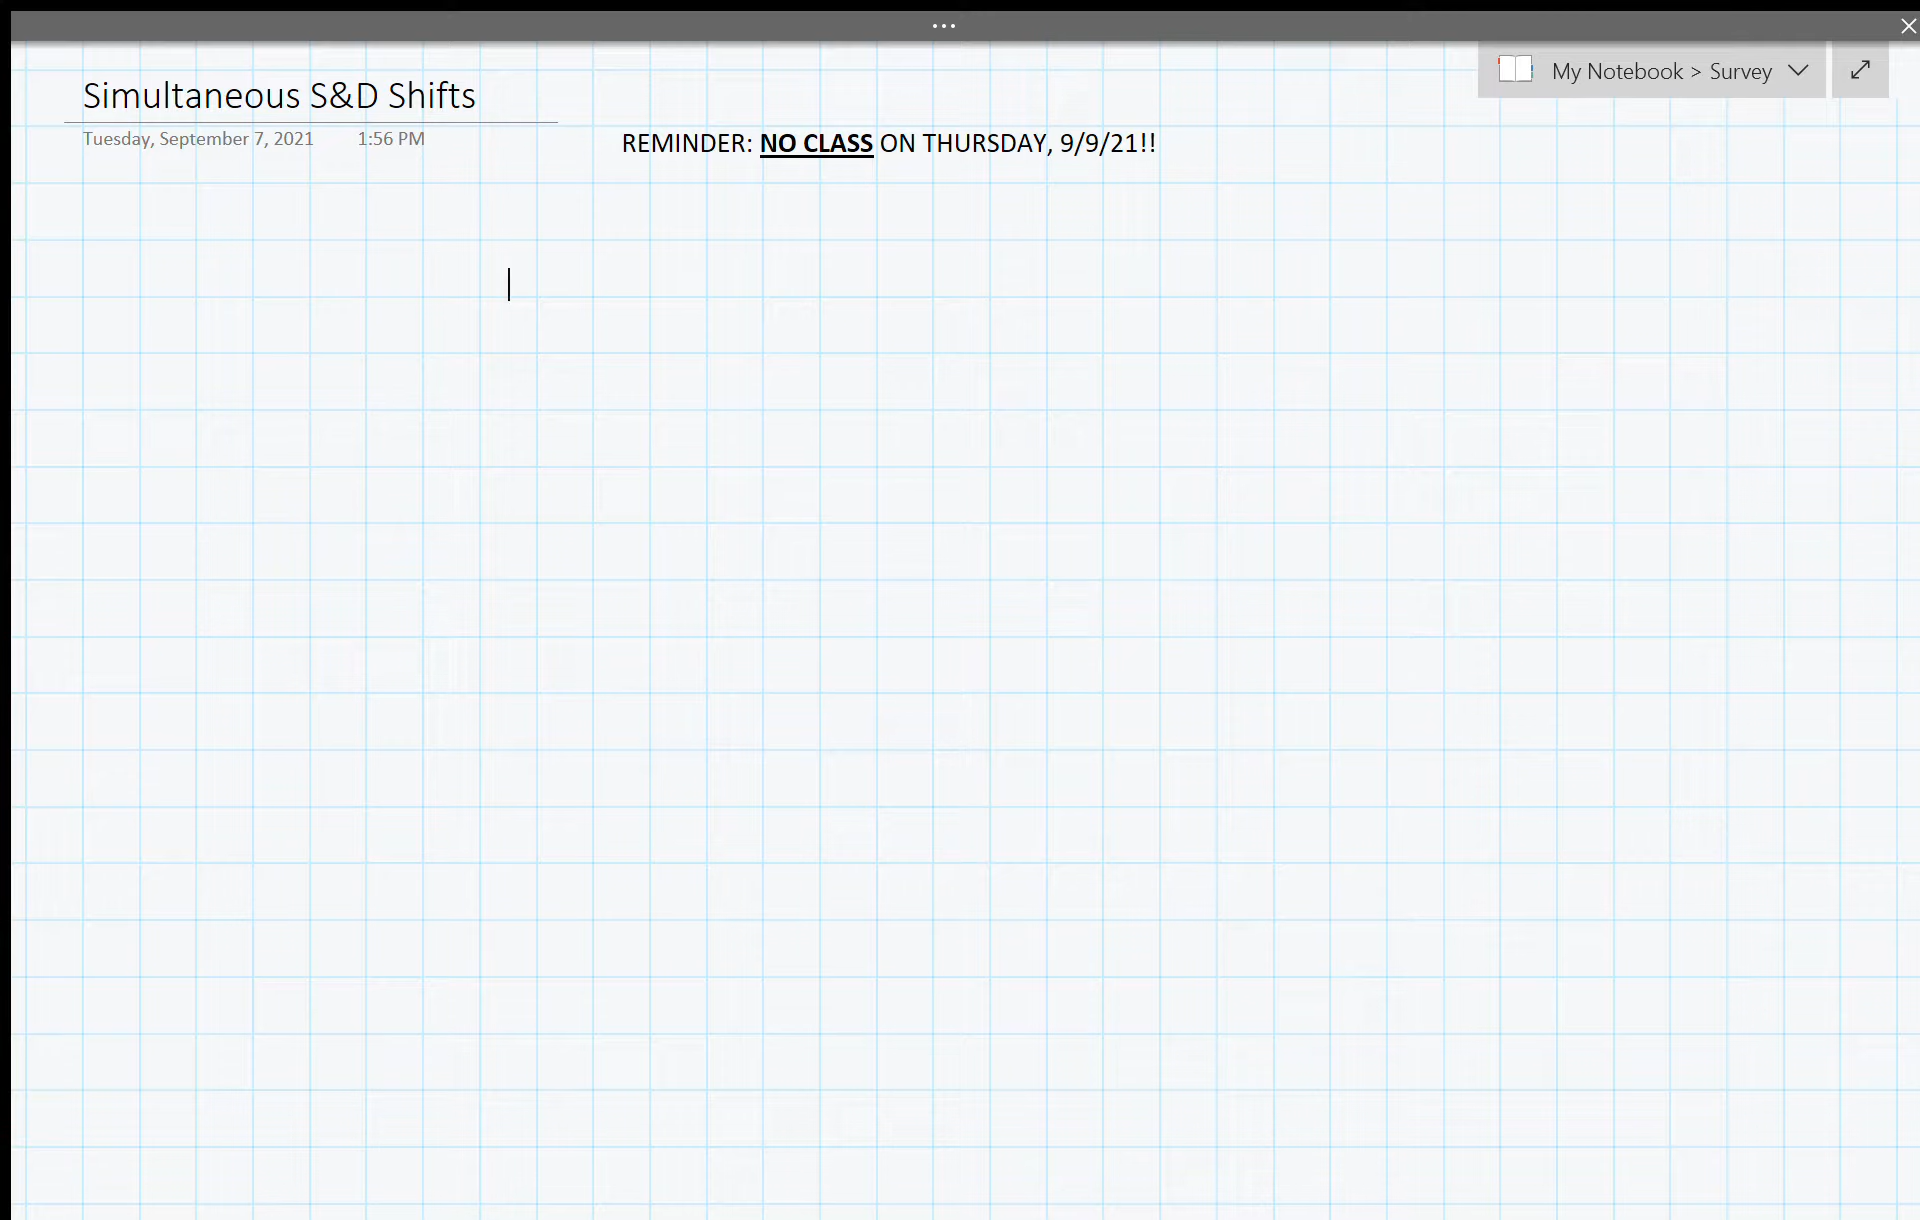 My Notebook > Survey
Simultaneous S&D Shifts
Tuesday, September 7, 2021 1:56 PM
REMINDER: NO CLASS ON THURSDAY, 9/9/21!!